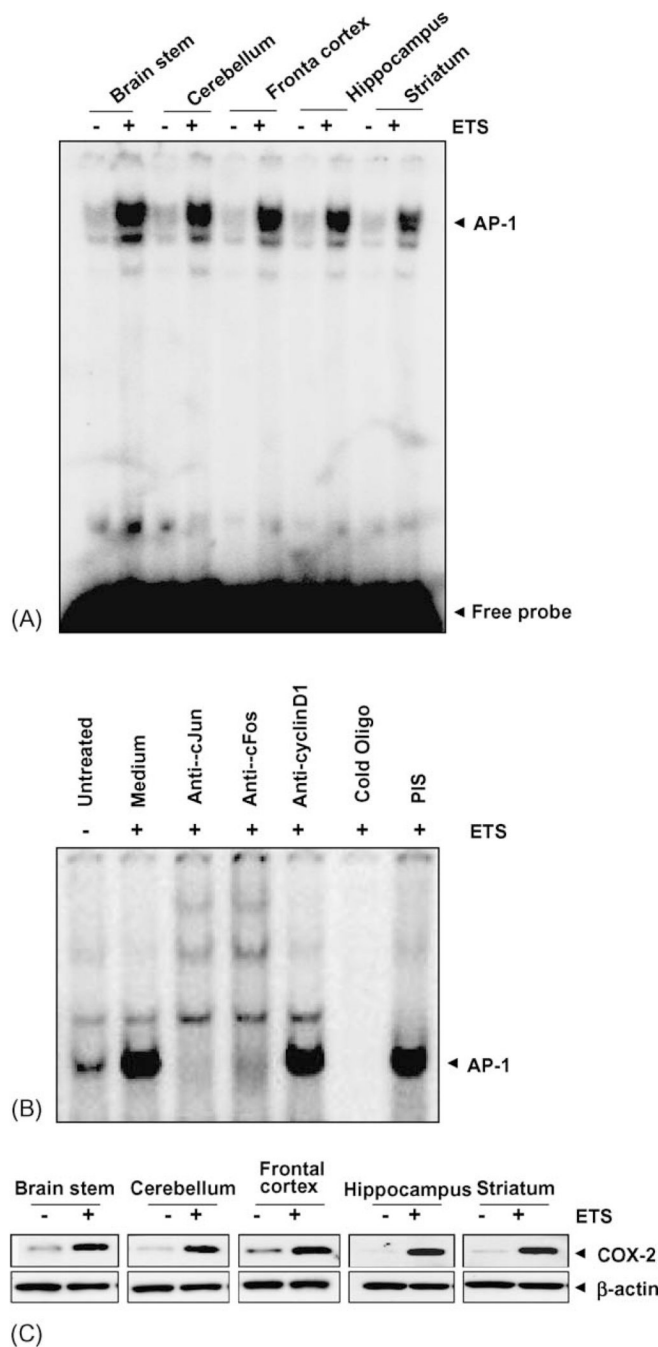 Brain stem
Cerebellum
Fronta cortex
Hippocampus
Striatum
- + - + - + - + - + ETS
AP-1
Free probe
(A)
Untreated
Medium
Anti--cJun
Anti--cFos
Anti-cyclinD1
Cold Oligo
PIS
- + + + + + + ETS
AP-1
(B)
Brain stem Cerebellum Frontal cortex Hippocampus Striatum
- + - + - + - + - + ETS
COX-2
β-actin
(C)